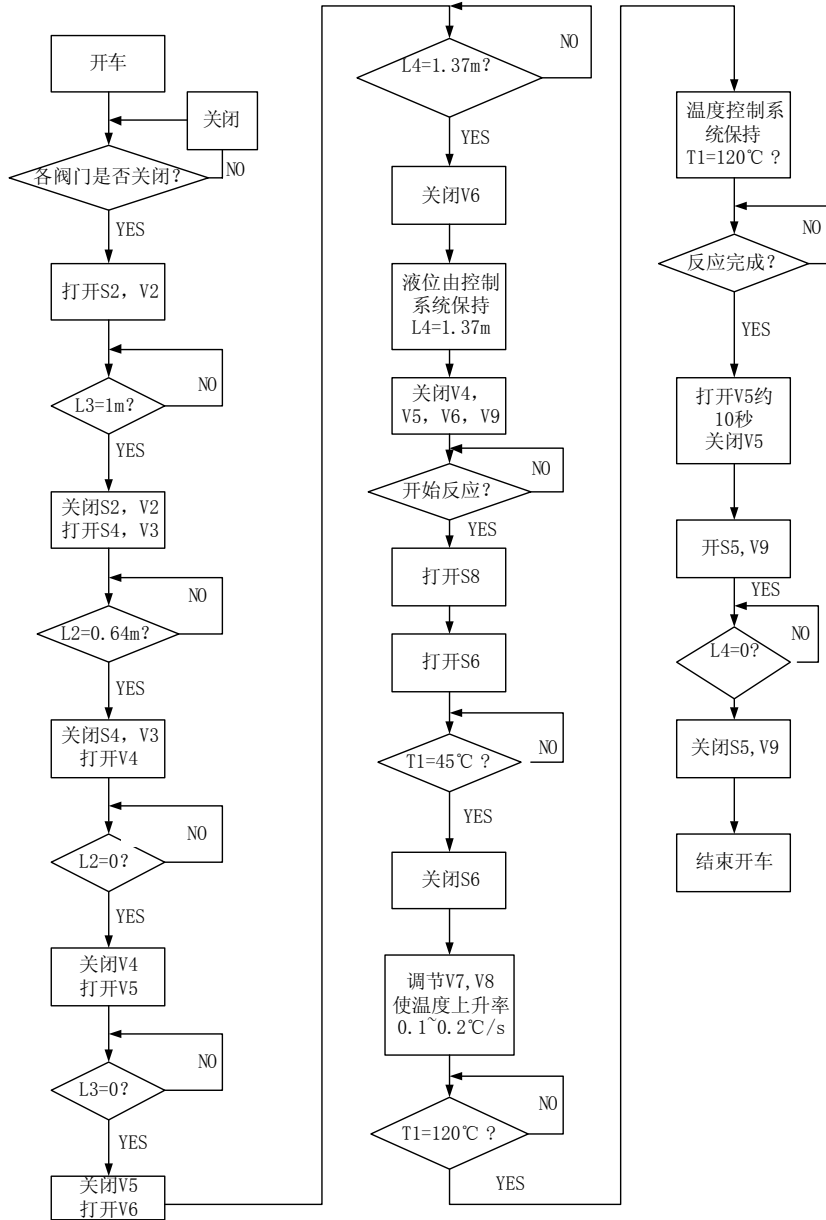 开车
关闭
各阀门是否关闭？
NO
YES
打开S2，V2
NO
L3=1m？
YES
关闭S2，V2
打开S4，V3
NO
L2=0.64m？
YES
关闭S4，V3
打开V4
NO
L2=0？
YES
关闭V4
打开V5
NO
L3=0？
YES
关闭V5
打开V6
NO
L4=1.37m？
YES
关闭V6
液位由控制
系统保持
L4=1.37m
关闭V4，
V5，V6，V9
NO
开始反应？
YES
打开S8
打开S6
NO
T1=45℃？
YES
关闭S6
调节V7,V8
使温度上升率
0.1~0.2℃/s
NO
T1=120℃？
YES
温度控制系
统保持
T1=120℃？
NO
反应完成？
YES
打开V5约
10秒
关闭V5
开S5,V9
YES
NO
L4=0？
关闭S5,V9
结束开车